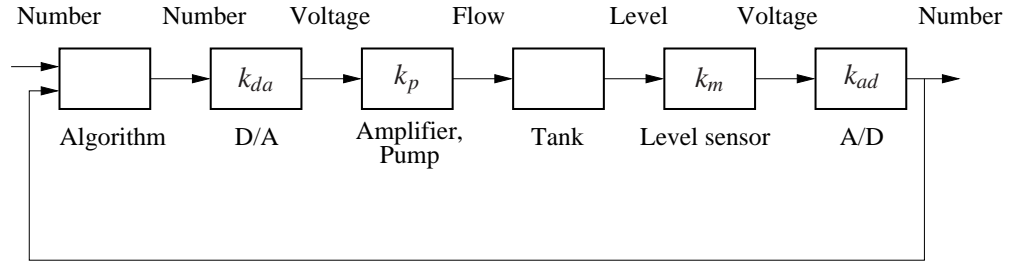 Number Number Voltage Flow Level Voltage Number
k_da k_p k_m k_ad
Algorithm D/A Amplifier, Tank Level sensor A/D
Pump